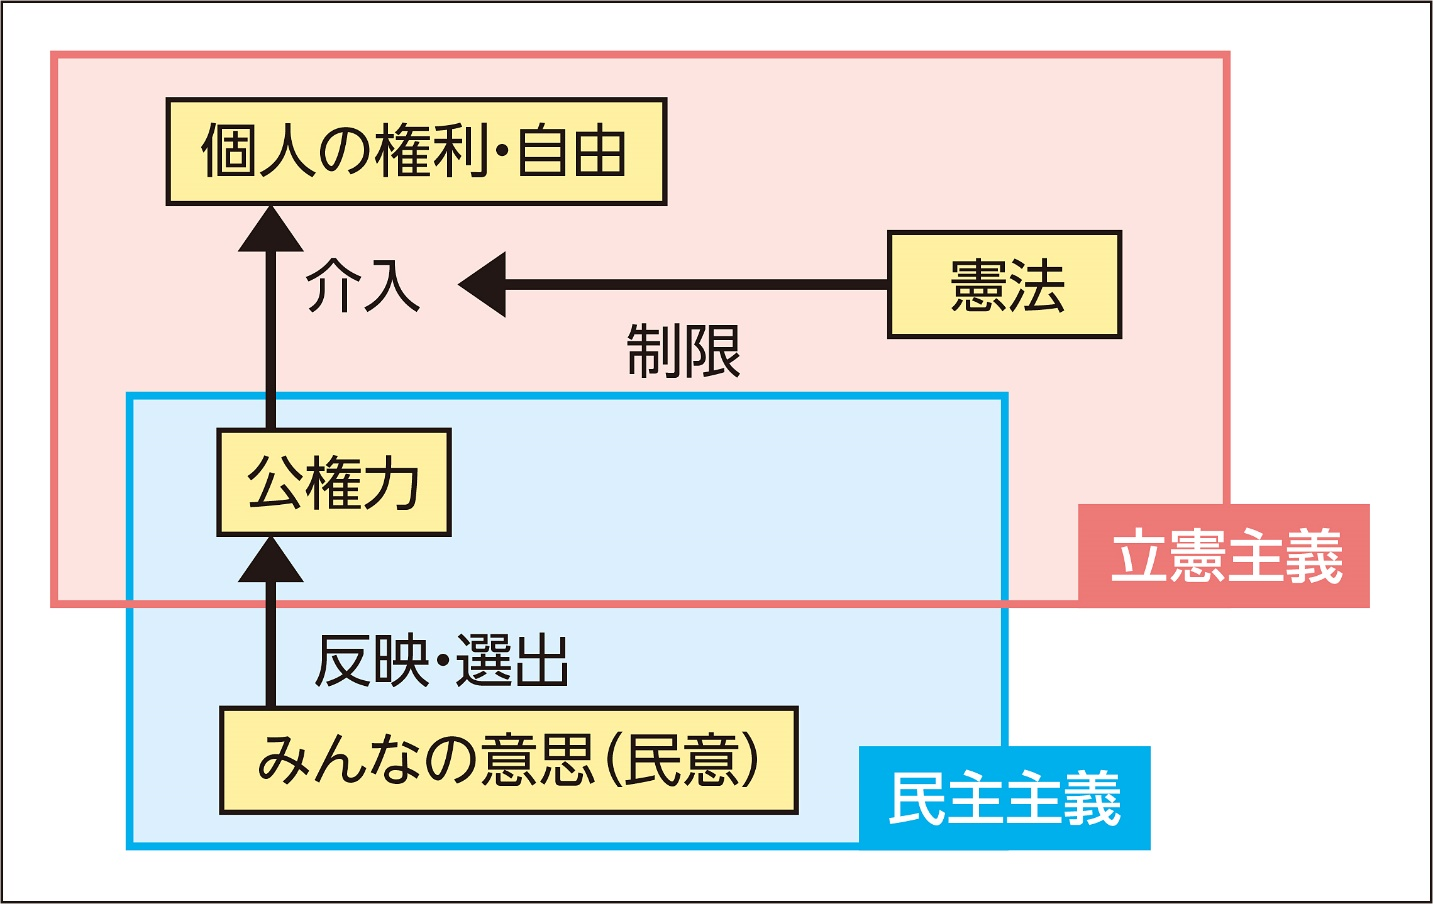 個人の権利・自由
介入
憲法
制限
公権力
立憲主義
反映・選出
みんなの意思（民意）
民主主義